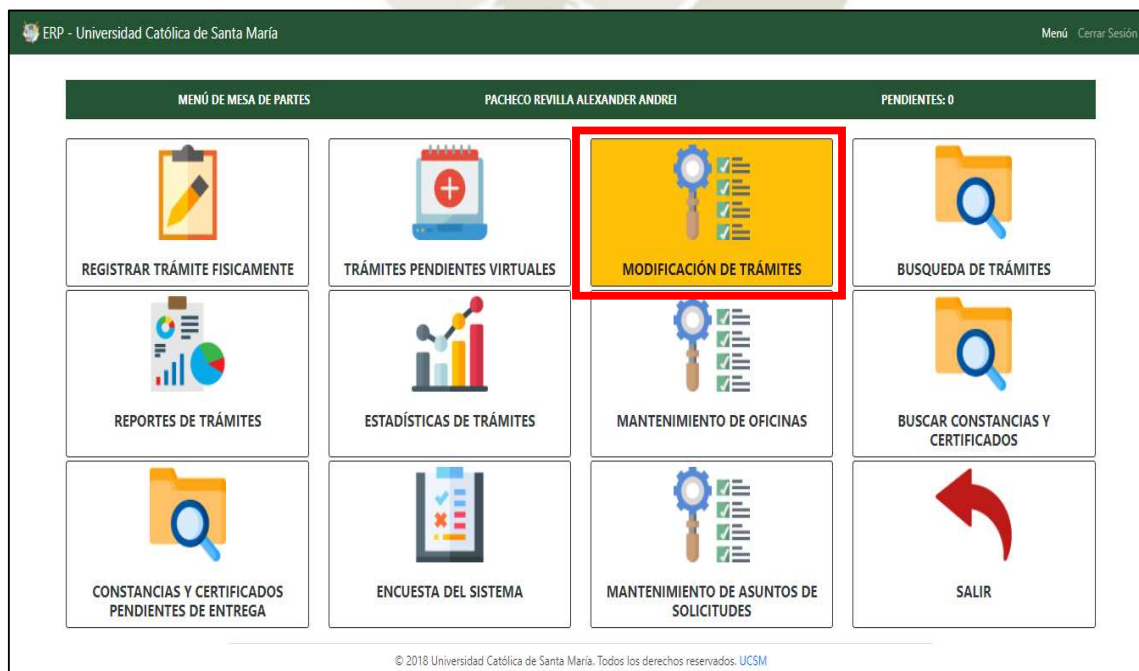 ERP - Universidad Católica de Santa María
Menú Cerrar Sesión
MENÚ DE MESA DE PARTES
PACHECO REVILLA ALEXANDER ANDREI
PENDIENTES: 0
REGISTRAR TRÁMITE FISICAMENTE
TRÁMITES PENDIENTES VIRTUALES
MODIFICACIÓN DE TRÁMITES
BUSQUEDA DE TRÁMITES
REPORTES DE TRÁMITES
ESTADÍSTICAS DE TRÁMITES
MANTENIMIENTO DE OFICINAS
BUSCAR CONSTANCIAS Y
CERTIFICADOS
CONSTANCIAS Y CERTIFICADOS
PENDIENTES DE ENTREGA
ENCUESTA DEL SISTEMA
MANTENIMIENTO DE ASUNTOS DE
SOLICITUDES
SALIR
© 2018 Universidad Católica de Santa María. Todos los derechos reservados. UCSM